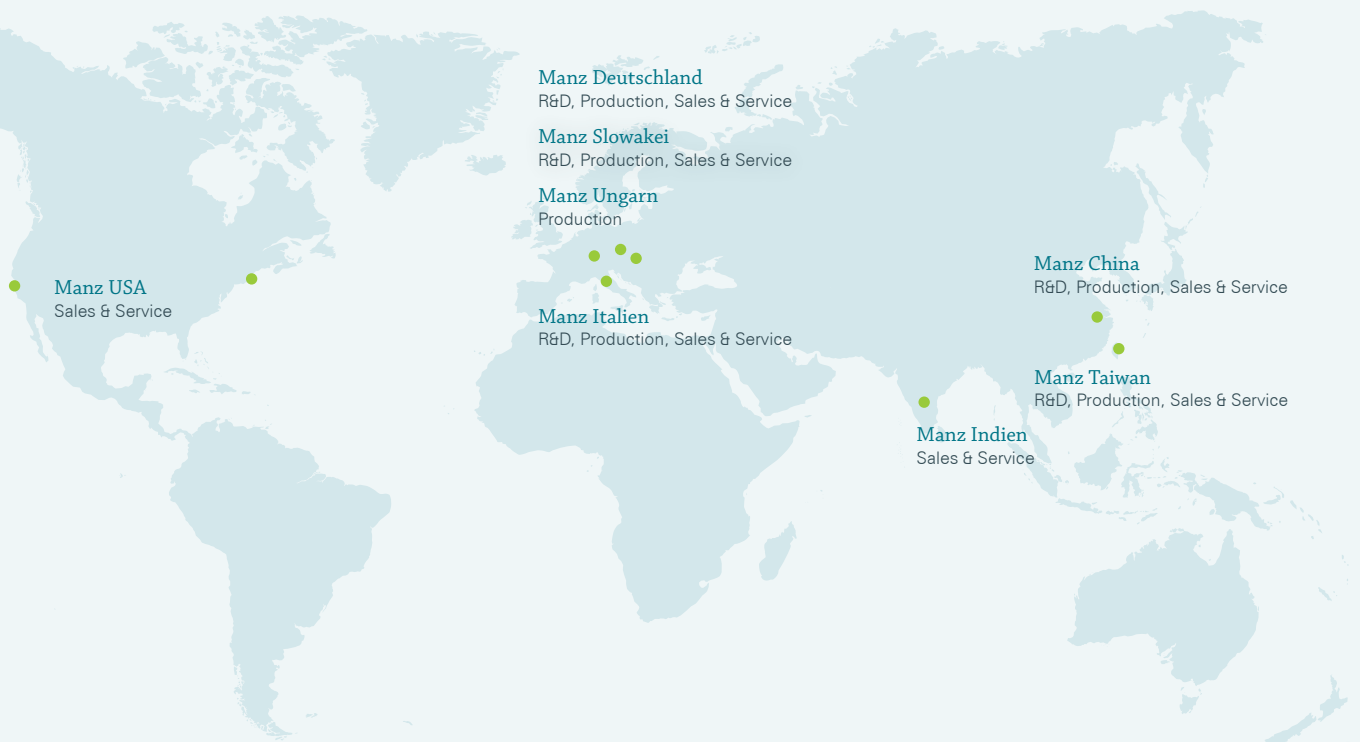 Manz Deutschland
R&D, Production, Sales & Service
Manz Slowakei
R&D, Production, Sales & Service
Manz Ungarn
Production
Manz USA
Sales & Service
Manz Italien
R&D, Production, Sales & Service
Manz China
R&D, Production, Sales & Service
Manz Taiwan
R&D, Production, Sales & Service
Manz Indien
Sales & Service